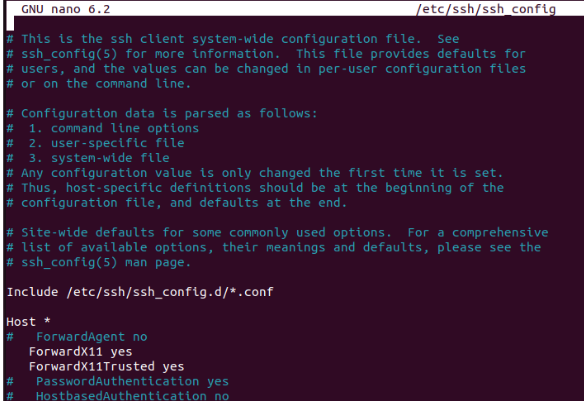 GNU nano 6.2 /etc/ssh/ssh_config
# This is the ssh client system-wide configuration file.  See
# ssh_config(5) for more information.  This file provides defaults for
# users, and the values can be changed in per-user configuration files
# or on the command line.
# Configuration data is parsed as follows:
#  1. command line options
#  2. user-specific file
#  3. system-wide file
# Any configuration value is only changed the first time it is set.
# Thus, host-specific definitions should be at the beginning of the
# configuration file, and defaults at the end.
# Site-wide defaults for some commonly used options.  For a comprehensive
# list of available options, their meanings and defaults, please see the
# ssh_config(5) man page.
Include /etc/ssh/ssh_config.d/*.conf
Host *
#   ForwardAgent no
   ForwardX11 yes
   ForwardX11Trusted yes
#   PasswordAuthentication yes
#   HostbasedAuthentication no